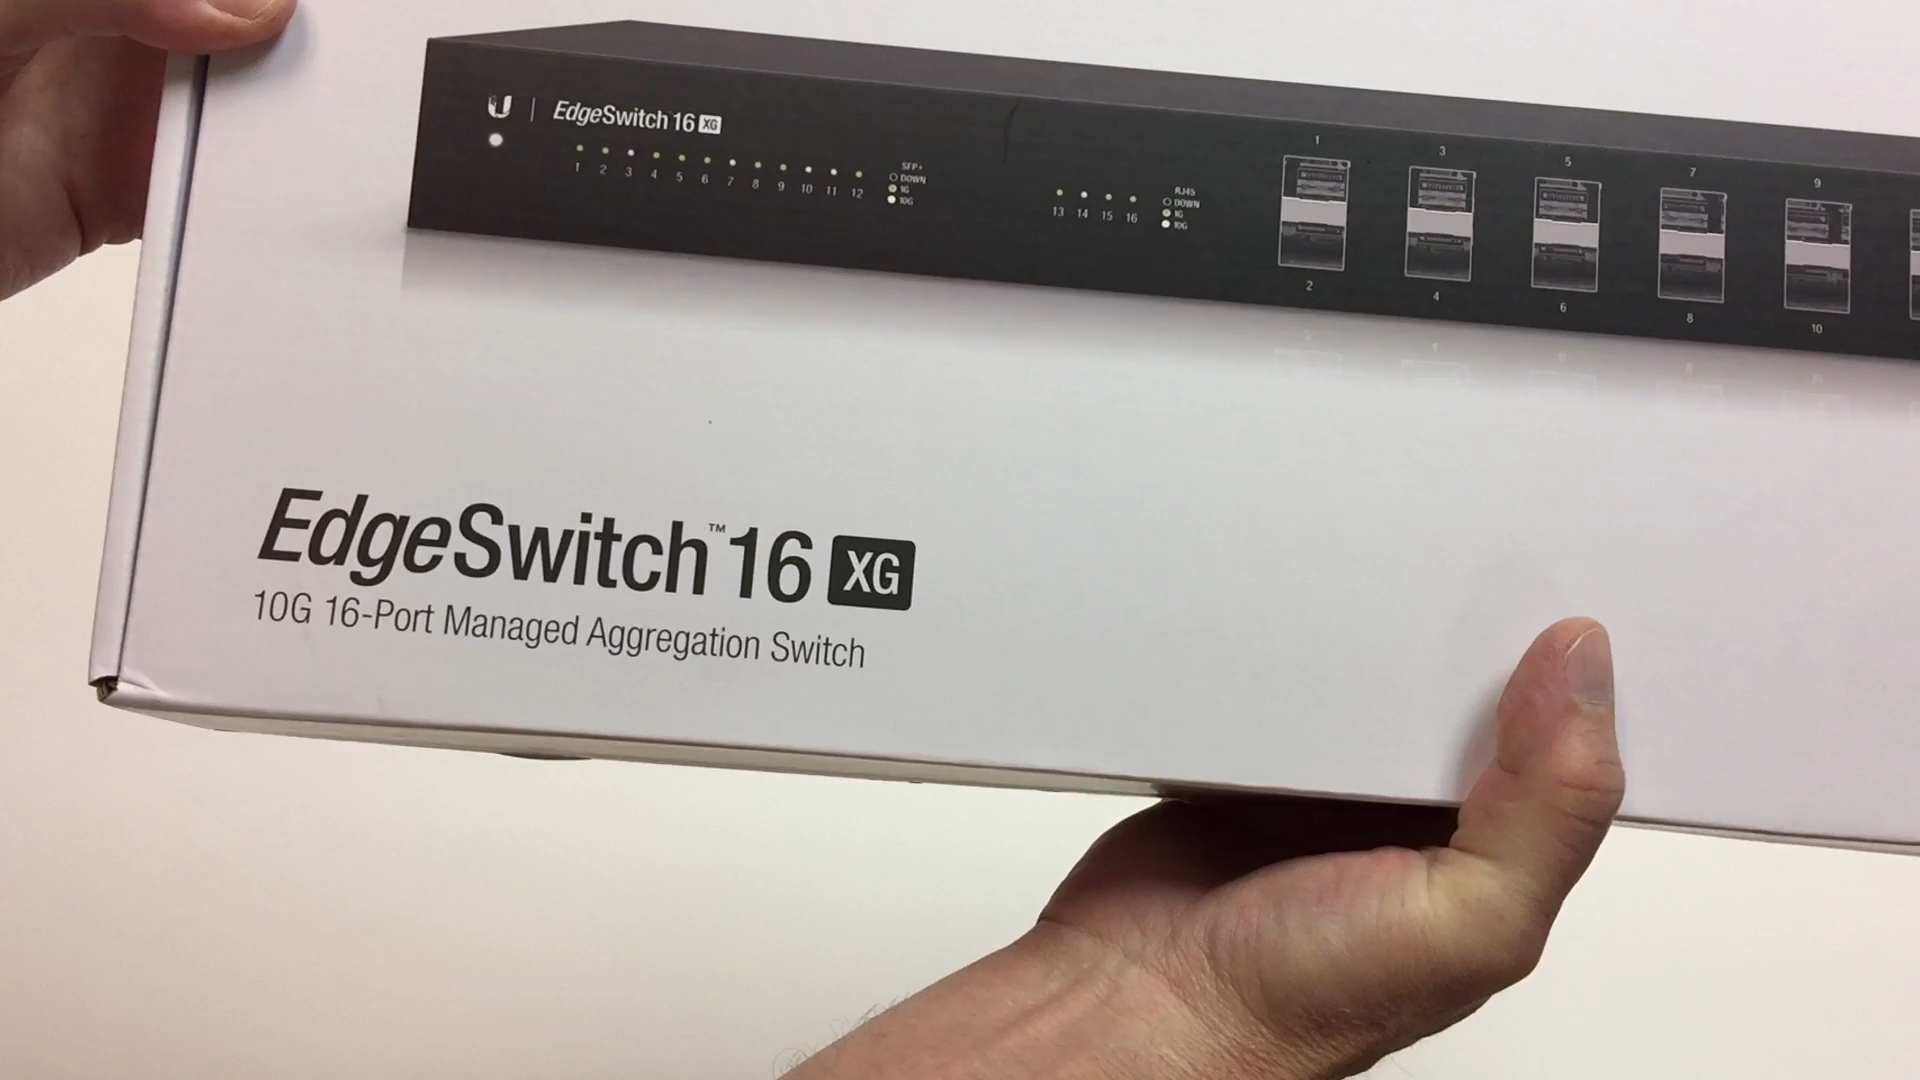 EdgeSwitch 16 XG
1 2 3 4 5 6 7 8 9 10 11 12
SFP+
DOWN
1G
10G
13 14 15 16
RJ45
DOWN
1G
10G
1 3 5 7 9
2 4 6 8 10
EdgeSwitch™ 16 XG
10G 16-Port Managed Aggregation Switch